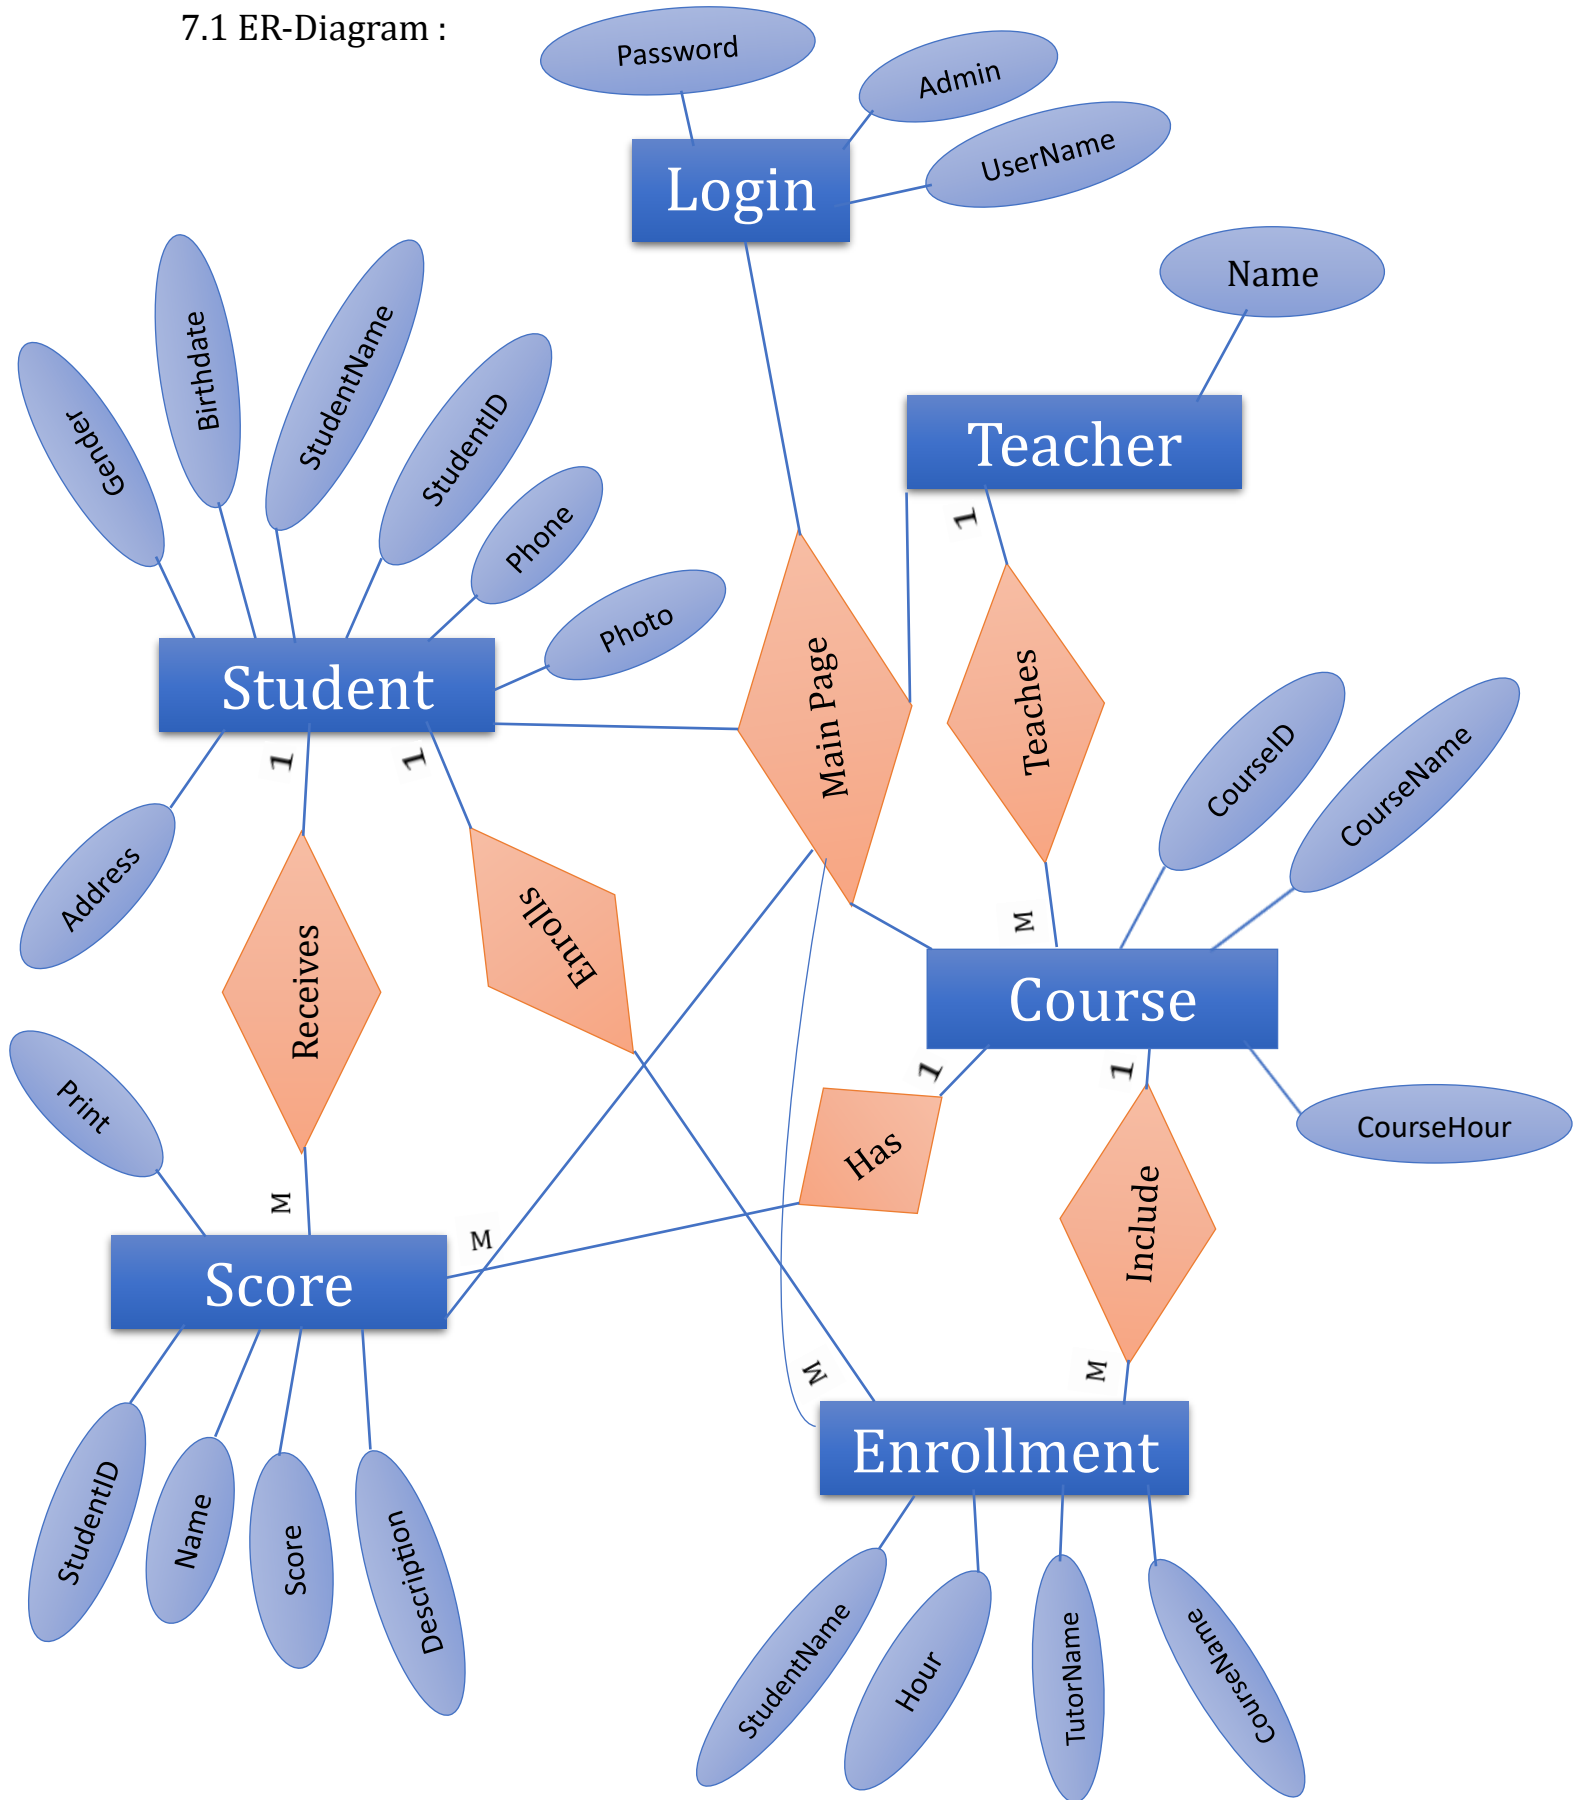 7.1 ER-Diagram :
Password
Admin
UserName
Login
Name
Teacher
1
Gender
Birthdate
StudentName
StudentID
Phone
Photo
Student
1
1
Main Page
Teaches
CourseID
CourseName
Address
Receives
Enrolls
M
Course
1
1
Print
Has
CourseHour
Include
M
M
Score
M
M
Enrollment
StudentID
Name
Score
Description
StudentName
Hour
TutorName
CourseName